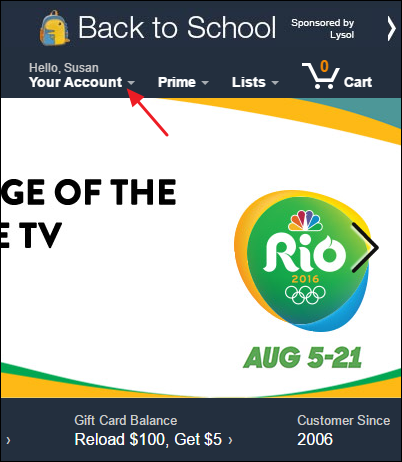 Back to School
Sponsored by
Lysol
Hello, Susan
Your Account
Prime
Lists
0
Cart
GE OF THE
E TV
Rio
2016
AUG 5-21
Gift Card Balance
Reload $100, Get $5 ›
Customer Since
2006